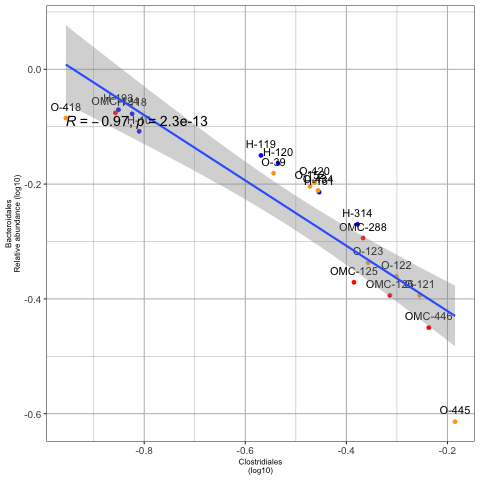 0.0
-0.2
-0.4
-0.6
Bacteroidales
Relative abundance (log10)
O-418
R = −0.97, p = 2.3e-13
H-119
H-120
O-39
O-420
H-161
H-314
OMC-288
O-123
OMC-125
O-122
O-121
OMC-446
O-445
-0.8
-0.6
-0.4
-0.2
Clostridiales
(log10)